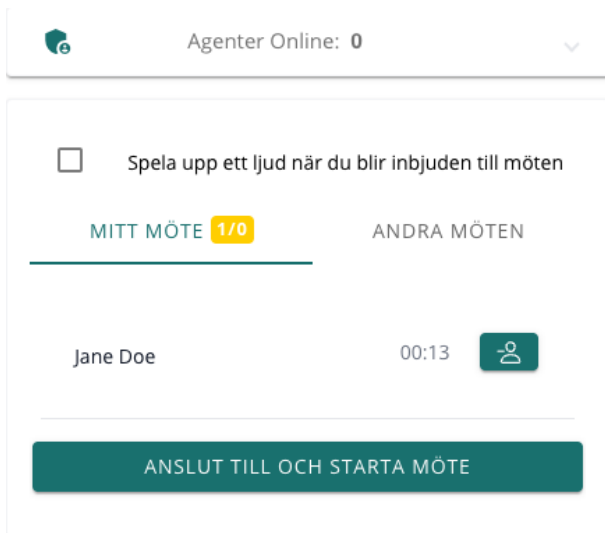 Agenter Online: 0
Spela upp ett ljud när du blir inbjuden till möten
MITT MÖTE 1/0 ANDRA MÖTEN
Jane Doe 00:13
ANSLUT TILL OCH STARTA MÖTE